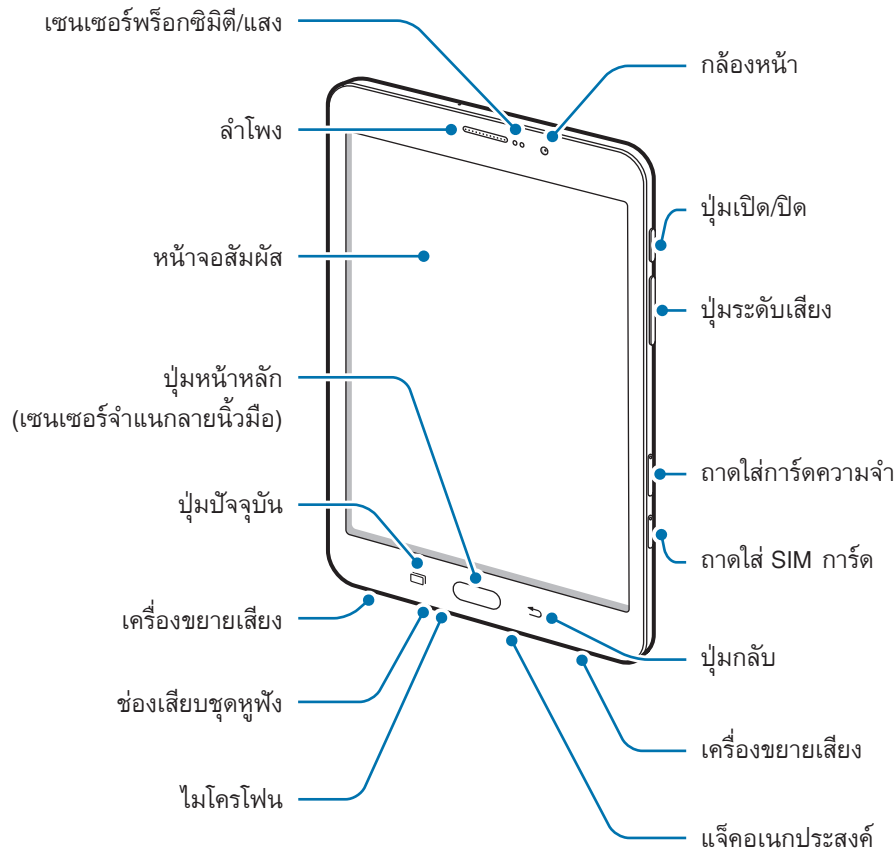 เซนเซอร์พร็อกซิมิตี/แสง
กล้องหน้า
ลำโพง
ปุ่มเปิด/ปิด
หน้าจอสัมผัส
ปุ่มระดับเสียง
ปุ่มหน้าหลัก
(เซนเซอร์จำแนกลายนิ้วมือ)
ถาดใส่การ์ดความจำ
ปุ่มปัจจุบัน
ถาดใส่ SIM การ์ด
เครื่องขยายเสียง
ปุ่มกลับ
ช่องเสียบชุดหูฟัง
เครื่องขยายเสียง
ไมโครโฟน
แจ็คอเนกประสงค์